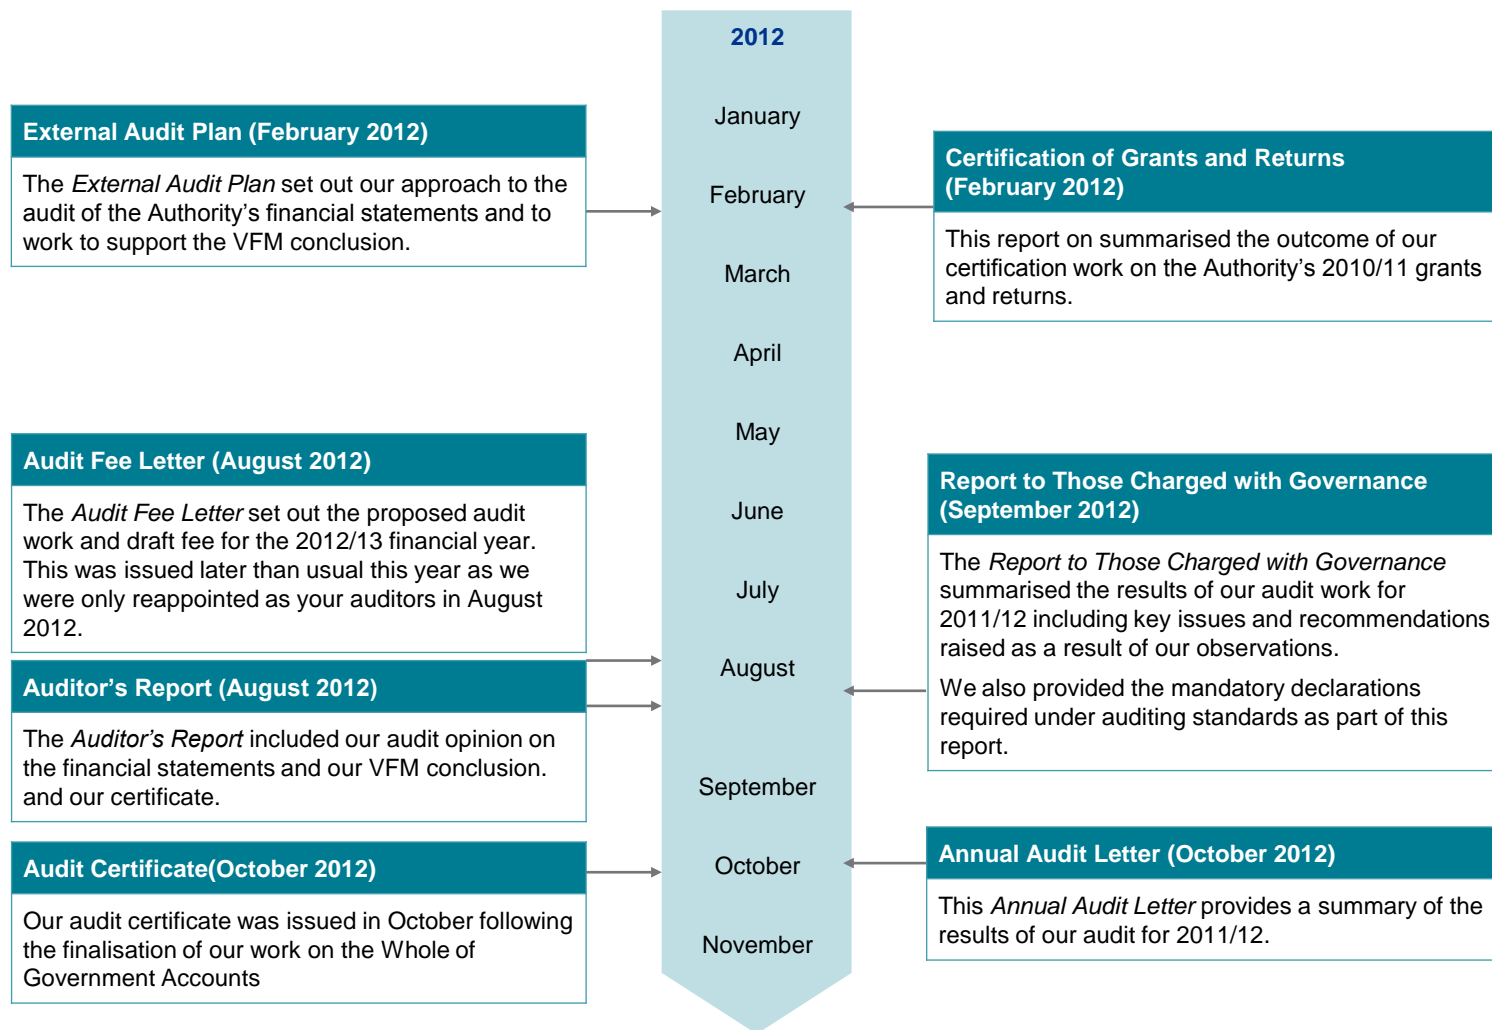 2012
January
February
March
April
May
June
July
August
September
October
November
External Audit Plan (February 2012)
The External Audit Plan set out our approach to the
audit of the Authority’s financial statements and to
work to support the VFM conclusion.
Audit Fee Letter (August 2012)
The Audit Fee Letter set out the proposed audit
work and draft fee for the 2012/13 financial year.
This was issued later than usual this year as we
were only reappointed as your auditors in August
2012.
Auditor’s Report (August 2012)
The Auditor’s Report included our audit opinion on
the financial statements and our VFM conclusion.
and our certificate.
Audit Certificate(October 2012)
Our audit certificate was issued in October following
the finalisation of our work on the Whole of
Government Accounts
Certification of Grants and Returns
(February 2012)
This report on summarised the outcome of our
certification work on the Authority’s 2010/11 grants
and returns.
Report to Those Charged with Governance
(September 2012)
The Report to Those Charged with Governance
summarised the results of our audit work for
2011/12 including key issues and recommendations
raised as a result of our observations.
We also provided the mandatory declarations
required under auditing standards as part of this
report.
Annual Audit Letter (October 2012)
This Annual Audit Letter provides a summary of the
results of our audit for 2011/12.